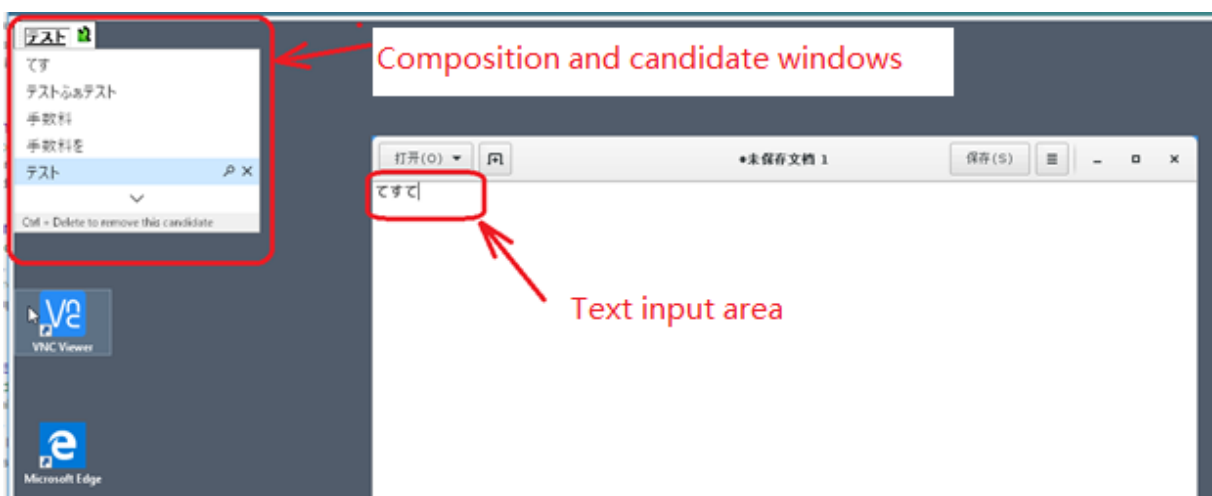 テスト
てす
テストふぁテスト
手数料
手数料を
テスト
Ctrl + Delete to remove this candidate
Composition and candidate windows
打开(O)
•未保存文档 1
保存(S)
てすて
Text input area
VNC Viewer
Microsoft Edge